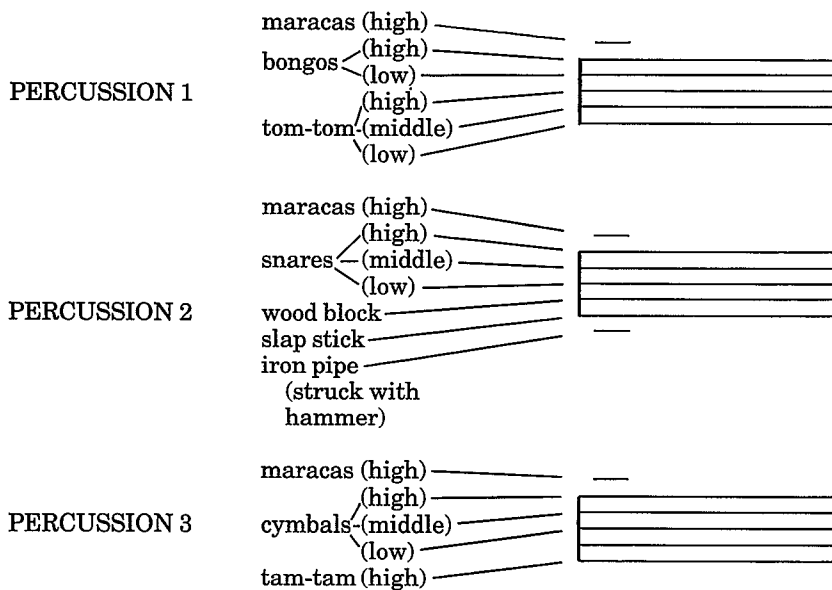 maracas (high)
(high)
bongos
(low)
PERCUSSION 1
(high)
tom-tom (middle)
(low)
maracas (high)
(high)
snares (middle)
(low)
PERCUSSION 2
wood block
slap stick
iron pipe
(struck with
hammer)
maracas (high)
(high)
PERCUSSION 3
cymbals (middle)
(low)
tam-tam (high)